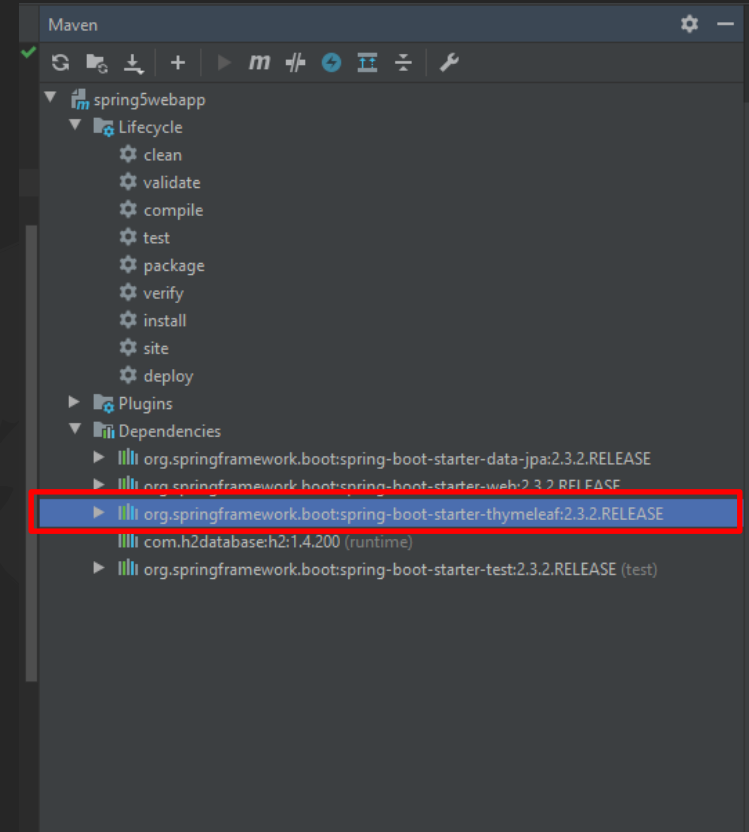 Maven
spring5webapp
Lifecycle
clean
validate
compile
test
package
verify
install
site
deploy
Plugins
Dependencies
org.springframework.boot:spring-boot-starter-data-jpa:2.3.2.RELEASE
org.springframework.boot:spring-boot-starter-web:2.3.2.RELEASE
org.springframework.boot:spring-boot-starter-thymeleaf:2.3.2.RELEASE
com.h2database:h2:1.4.200 (runtime)
org.springframework.boot:spring-boot-starter-test:2.3.2.RELEASE (test)